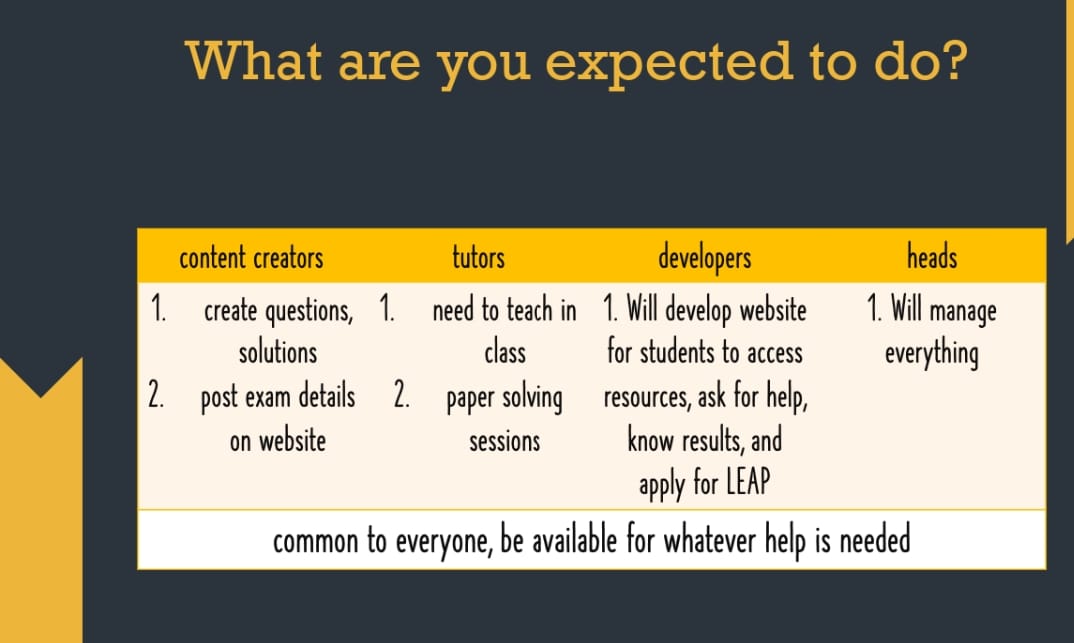 What are you expected to do?
content creators
tutors
developers
heads
1. create questions,
solutions
2. post exam details
on website
1. need to teach in
class
2. paper solving
sessions
1. Will develop website
for students to access
resources, ask for help,
know results, and
apply for LEAP
1. Will manage
everything
common to everyone, be available for whatever help is needed